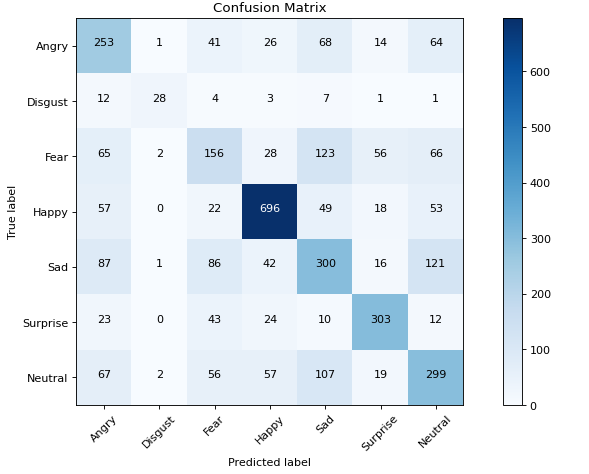 Confusion Matrix
Angry 253 1 41 26 68 14 64
Disgust 12 28 4 3 7 1 1
Fear 65 2 156 28 123 56 66
Happy 57 0 22 696 49 18 53
Sad 87 1 86 42 300 16 121
Surprise 23 0 43 24 10 303 12
Neutral 67 2 56 57 107 19 299
True label
Angry Disgust Fear Happy Sad Surprise Neutral
Predicted label
600
500
400
300
200
100
0